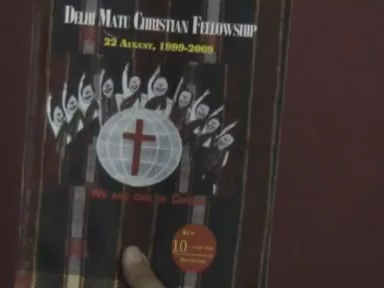 DELHI MATU CHRISTIAN FELLOWSHIP
22 AUGUST, 1999-2009
WE ARE ONE IN CHRIST
10